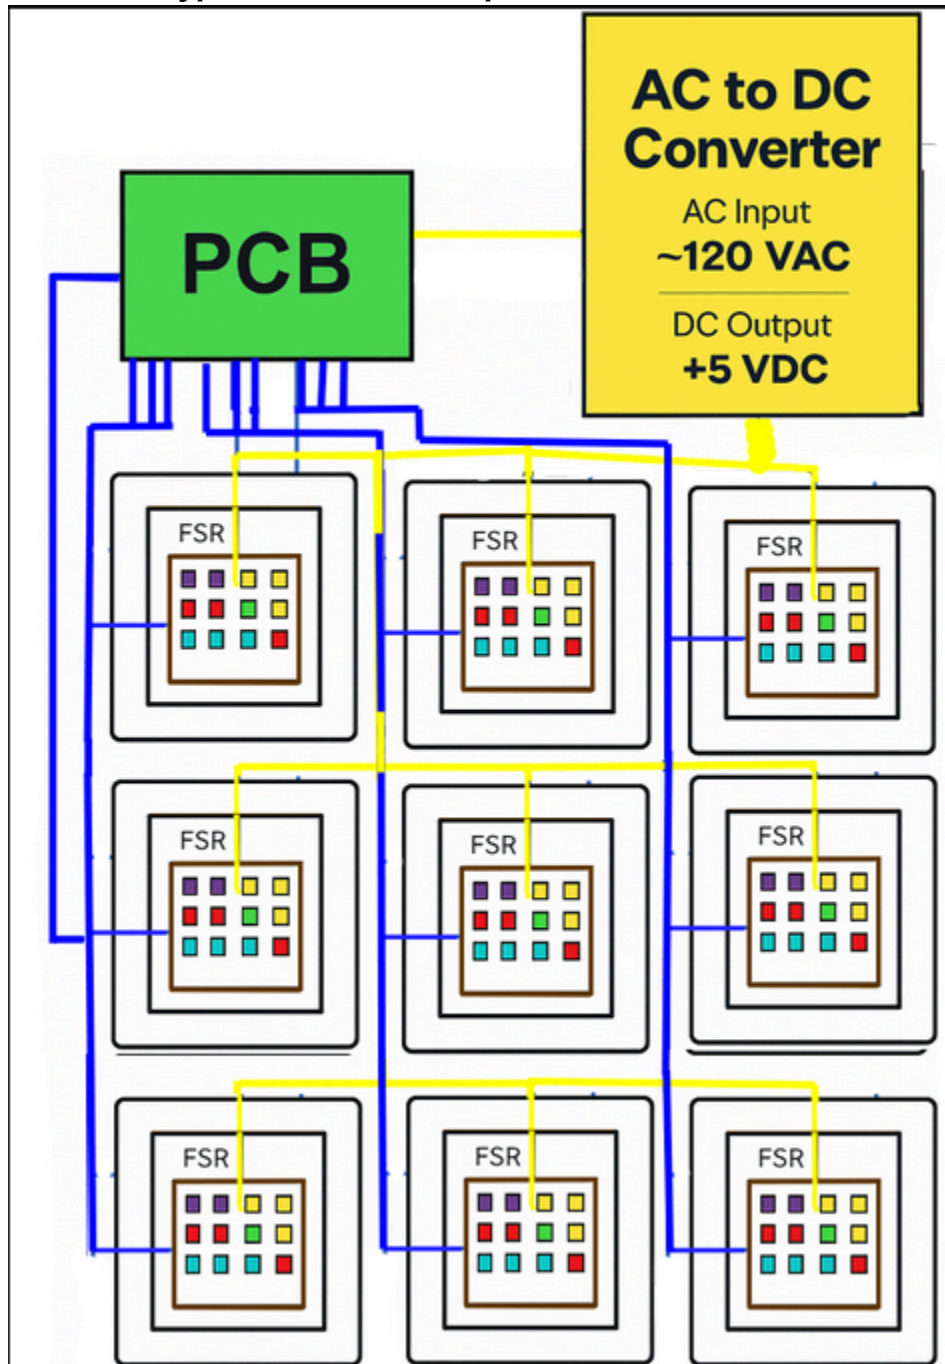 AC to DC
Converter
AC Input
~120 VAC
DC Output
+5 VDC
PCB
FSR
FSR
FSR
FSR
FSR
FSR
FSR
FSR
FSR